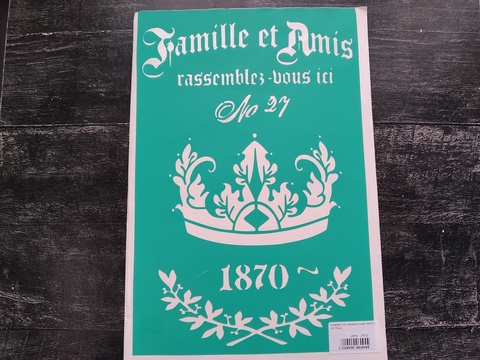 Famille et Amis
rassemblez-vous ici
No 27
1870 ~